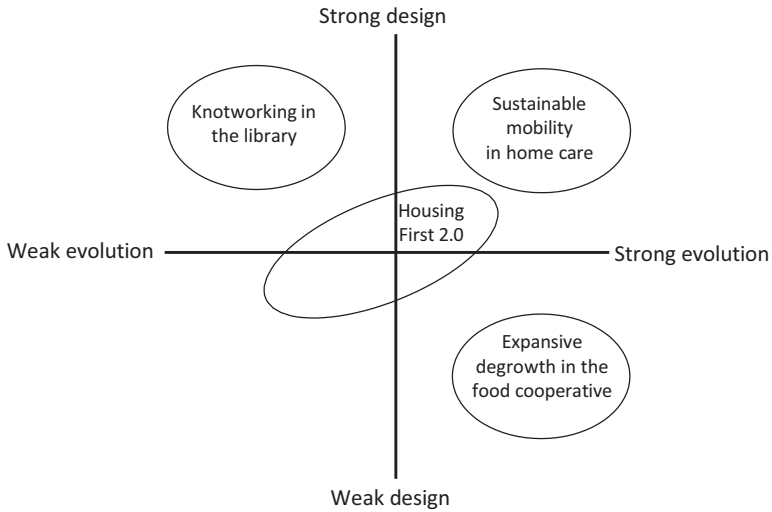 Strong design
Knotworking in
the library
Sustainable
mobility
in home care
Housing
First 2.0
Weak evolution
Strong evolution
Expansive
degrowth in the
food cooperative
Weak design